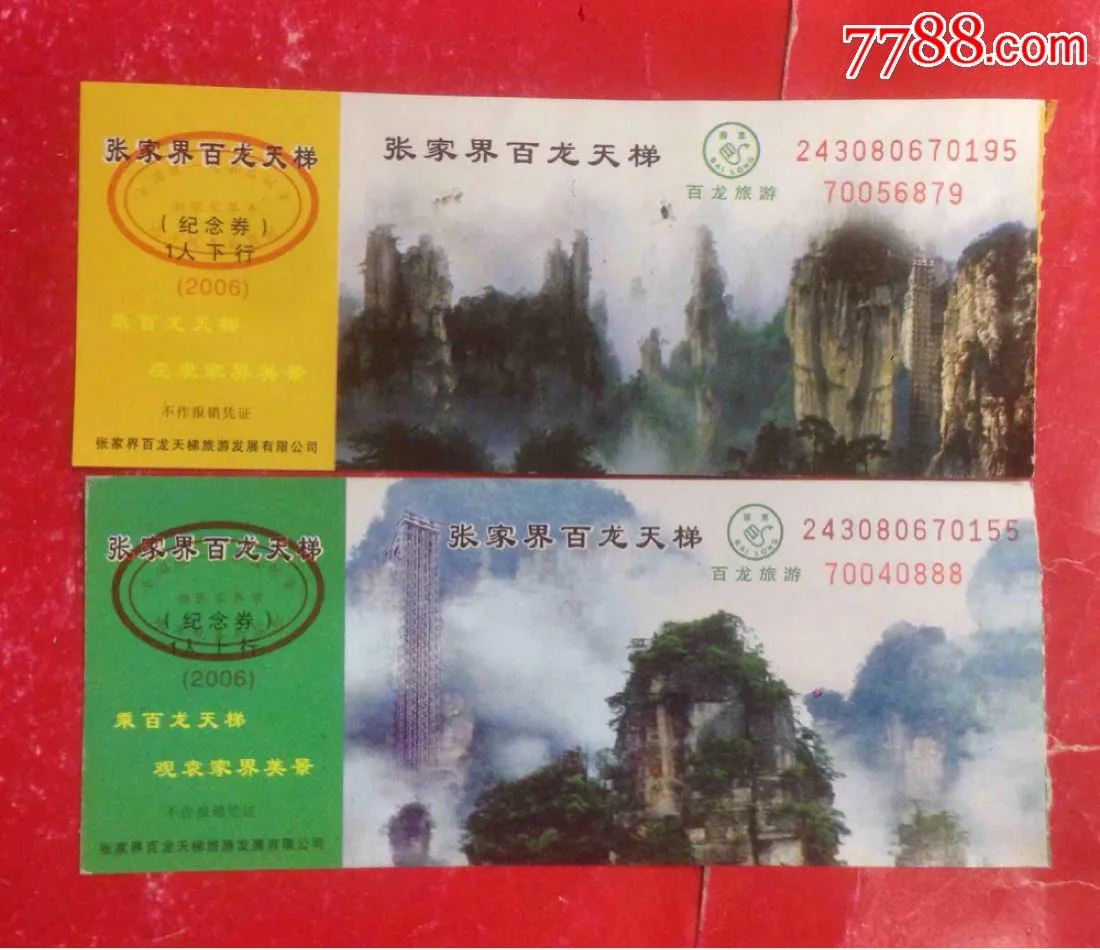 7788.com
张家界百龙天梯
（纪念券）
1人下行
(2006)
乘百龙天梯
观袁家界美景
不作报销凭证
张家界百龙天梯旅游发展有限公司
张家界百龙天梯
百龙
BAI LONG
百龙旅游
243080670195
70056879
张家界百龙天梯
（纪念券）
1人上行
(2006)
乘百龙天梯
观袁家界美景
不作报销凭证
张家界百龙天梯旅游发展有限公司
张家界百龙天梯
百龙
BAI LONG
百龙旅游
243080670155
70040888